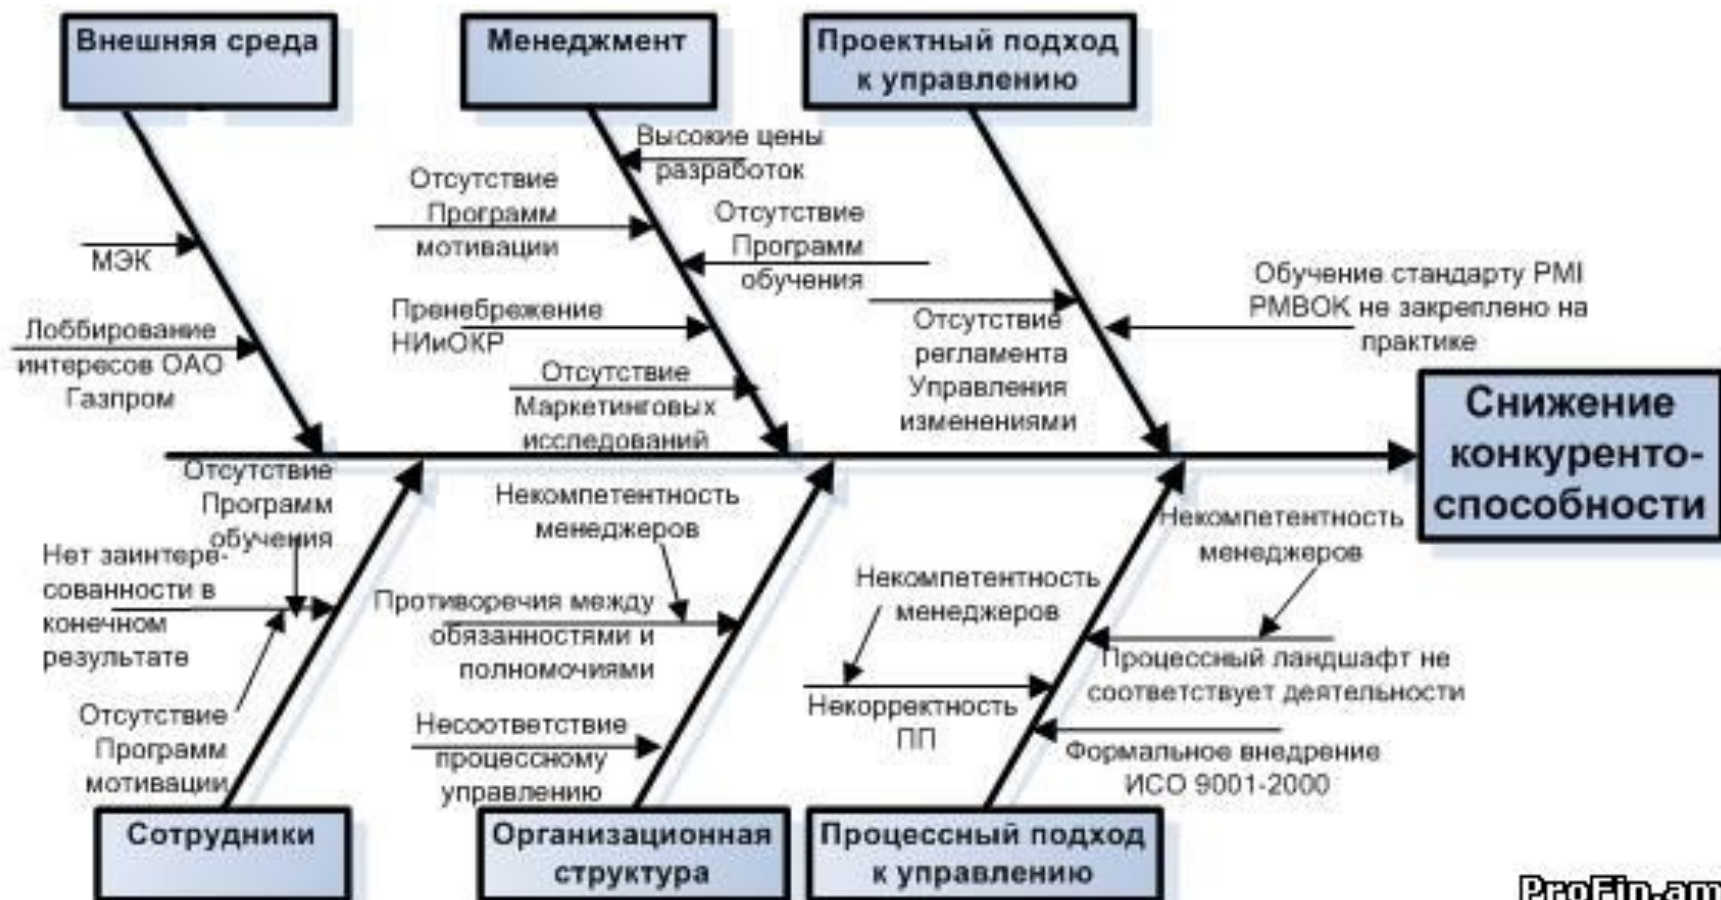 Внешняя среда
Менеджмент
Проектный подход
к управлению
Высокие цены
разработок
Отсутствие
Программ
мотивации
Отсутствие
Программ
обучения
МЭК
Обучение стандарту PMI
PMBOK не закреплено на
практике
Пренебрежение
НИиОКР
Отсутствие
регламента
Управления
изменениями
Лоббирование
интересов ОАО
Газпром
Отсутствие
Маркетинговых
исследований
Снижение
конкуренто-
способности
Отсутствие
Программ
обучения
Некомпетентность
менеджеров
Некомпетентность
менеджеров
Нет заинтере-
сованности в
конечном
результате
Некомпетентность
менеджеров
Противоречия между
обязанностями и
полномочиями
Процессный ландшафт не
соответствует деятельности
Отсутствие
Программ
мотивации
Несоответствие
процессному
управлению
Некорректность
ПП
Формальное внедрение
ИСО 9001-2000
Сотрудники
Организационная
структура
Процессный подход
к управлению
ProFin.am